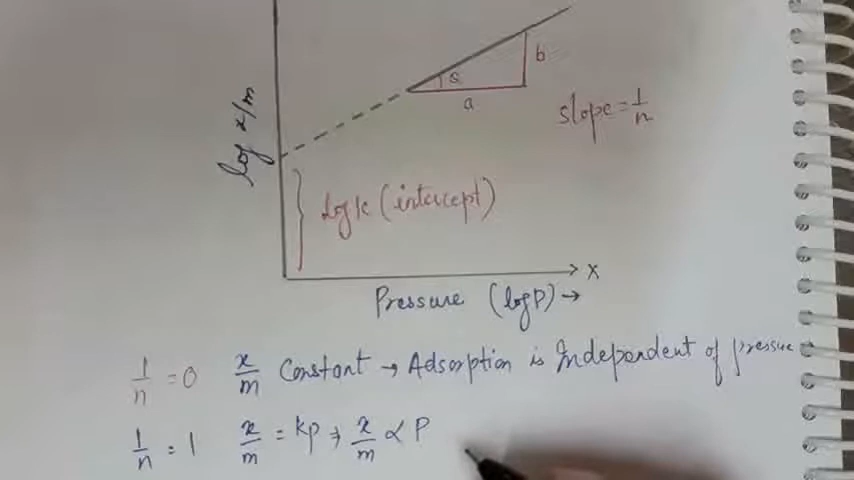 log x/m
b
s
a
slope = 1/n
log k (intercept)
x
Pressure (log P) →
1/n = 0 x/m Constant → Adsorption is Independent of pressure
1/n = 1 x/m = kp → x/m ∝ P